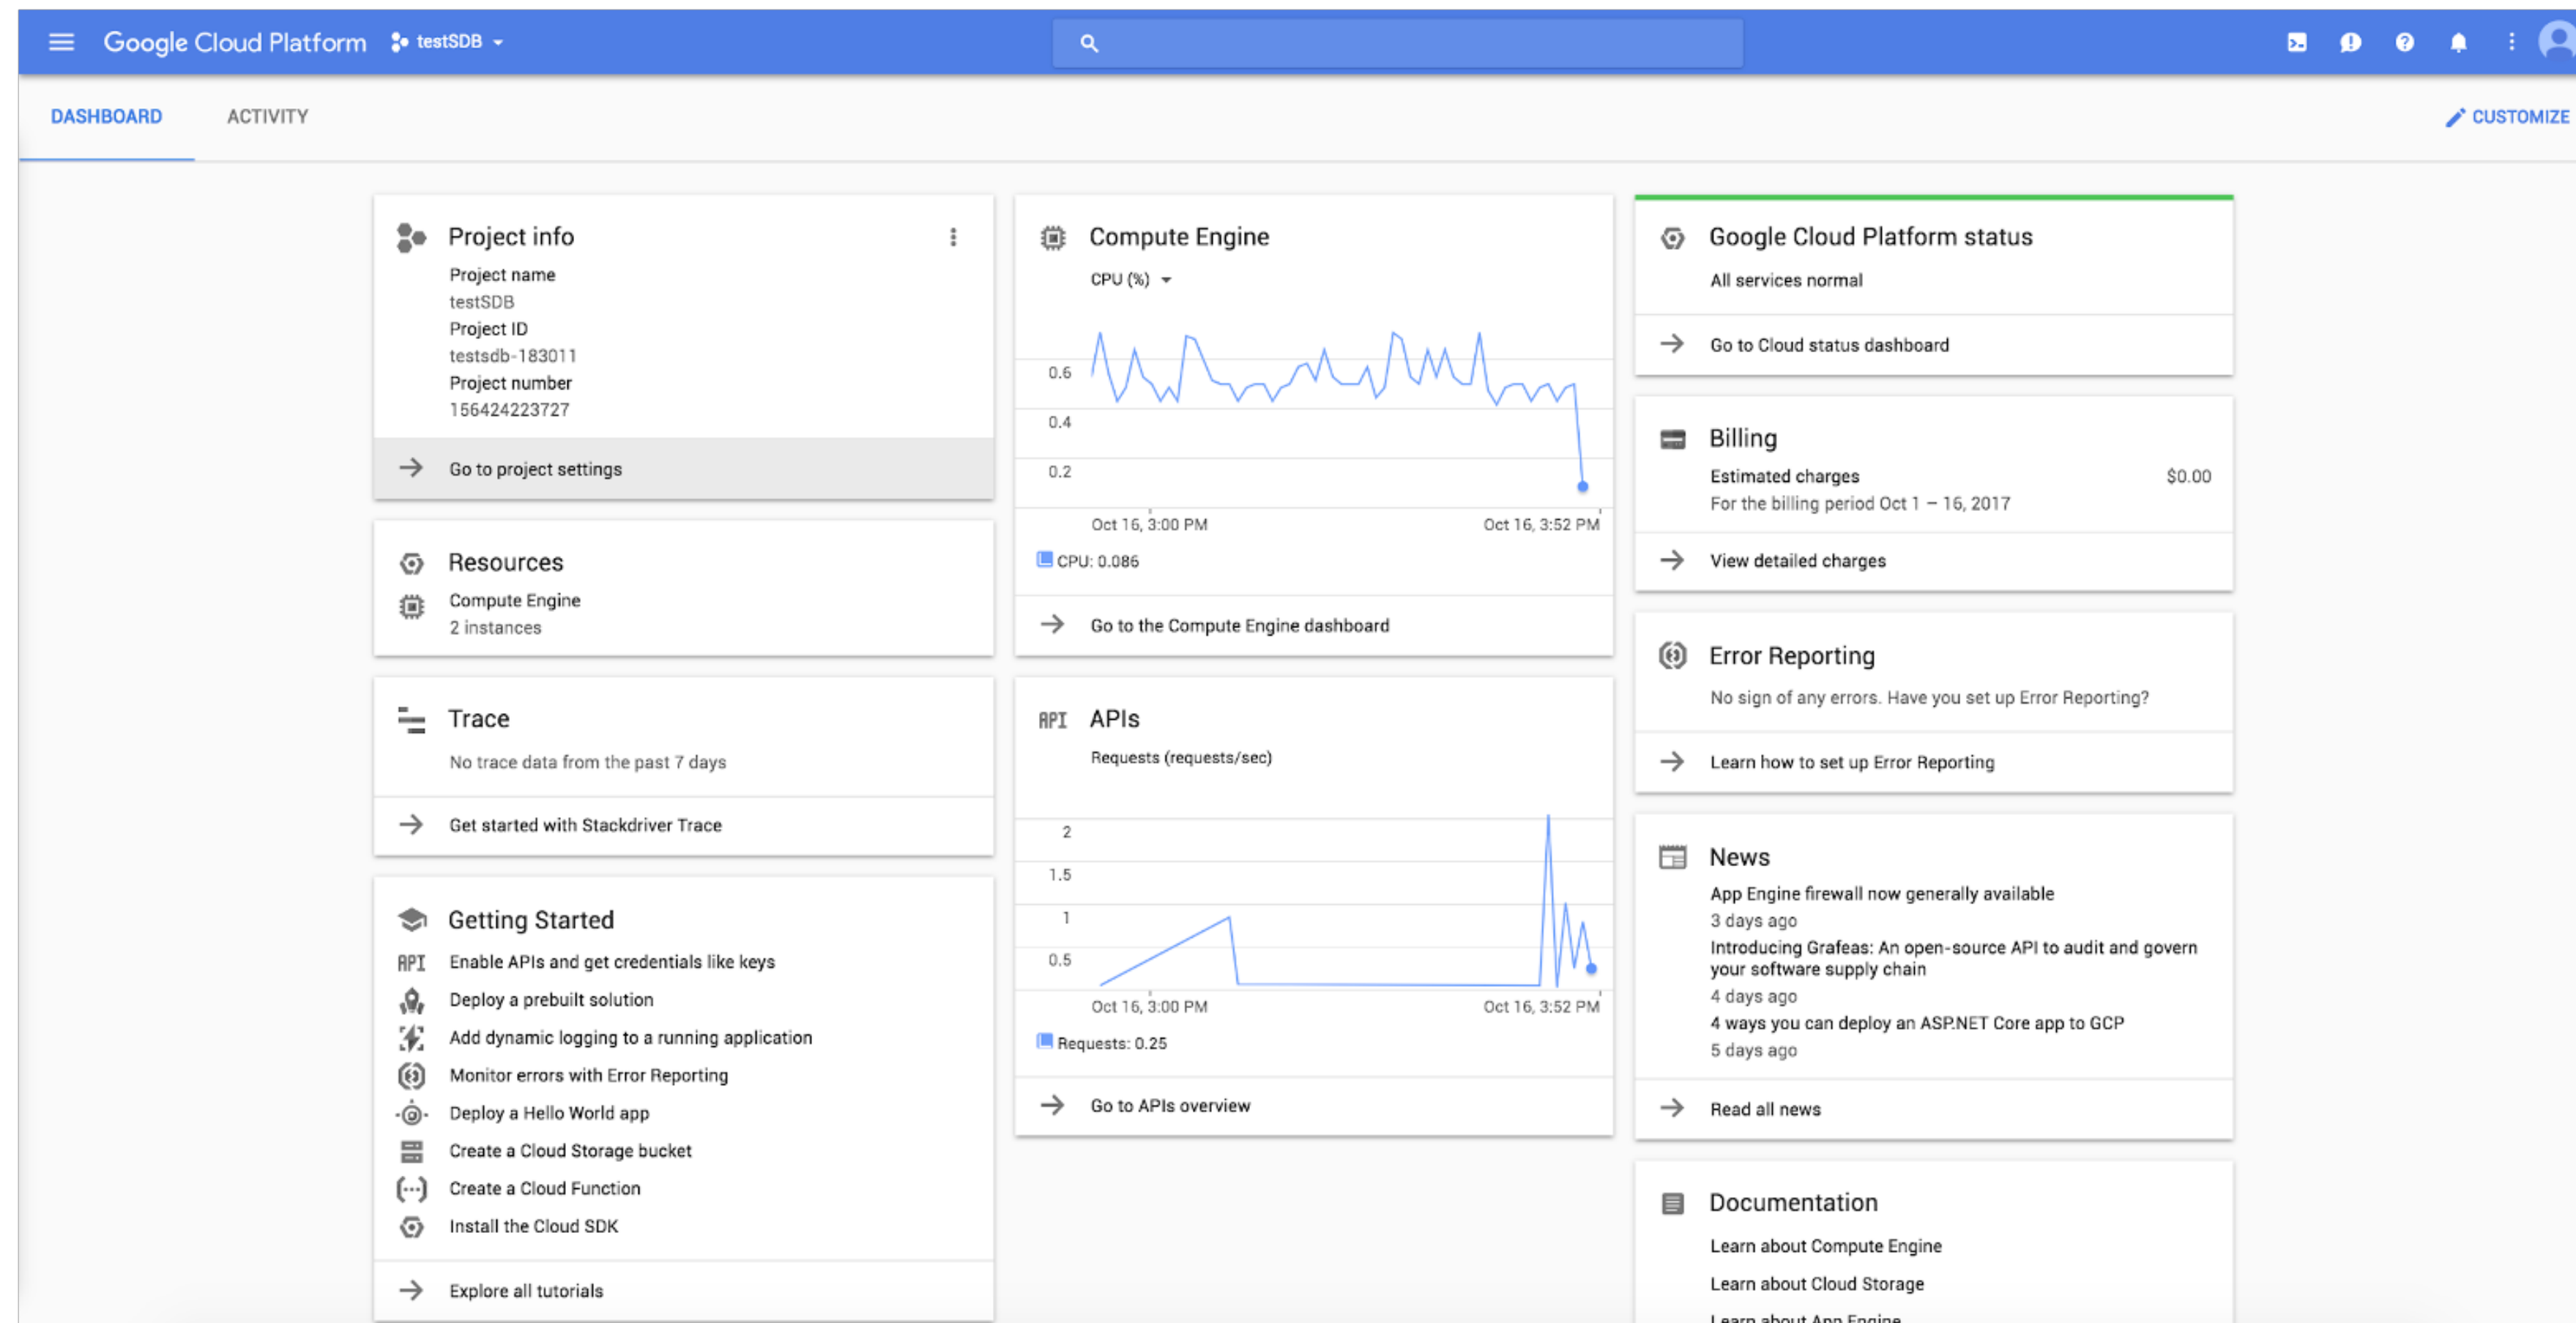 Google Cloud Platform testSDB
DASHBOARD ACTIVITY CUSTOMIZE
Project info
Project name
testSDB
Project ID
testsdb-183011
Project number
156424223727
Go to project settings
Resources
Compute Engine
2 instances
Trace
No trace data from the past 7 days
Get started with Stackdriver Trace
Getting Started
API Enable APIs and get credentials like keys
Deploy a prebuilt solution
Add dynamic logging to a running application
Monitor errors with Error Reporting
Deploy a Hello World app
Create a Cloud Storage bucket
Create a Cloud Function
Install the Cloud SDK
Explore all tutorials
Compute Engine
CPU (%)
0.6
0.4
0.2
Oct 16, 3:00 PM Oct 16, 3:52 PM
CPU: 0.086
Go to the Compute Engine dashboard
API APIs
Requests (requests/sec)
2
1.5
1
0.5
Oct 16, 3:00 PM Oct 16, 3:52 PM
Requests: 0.25
Go to APIs overview
Google Cloud Platform status
All services normal
Go to Cloud status dashboard
Billing
Estimated charges $0.00
For the billing period Oct 1 – 16, 2017
View detailed charges
Error Reporting
No sign of any errors. Have you set up Error Reporting?
Learn how to set up Error Reporting
News
App Engine firewall now generally available
3 days ago
Introducing Grafeas: An open-source API to audit and govern
your software supply chain
4 days ago
4 ways you can deploy an ASP.NET Core app to GCP
5 days ago
Read all news
Documentation
Learn about Compute Engine
Learn about Cloud Storage
Learn about App Engine